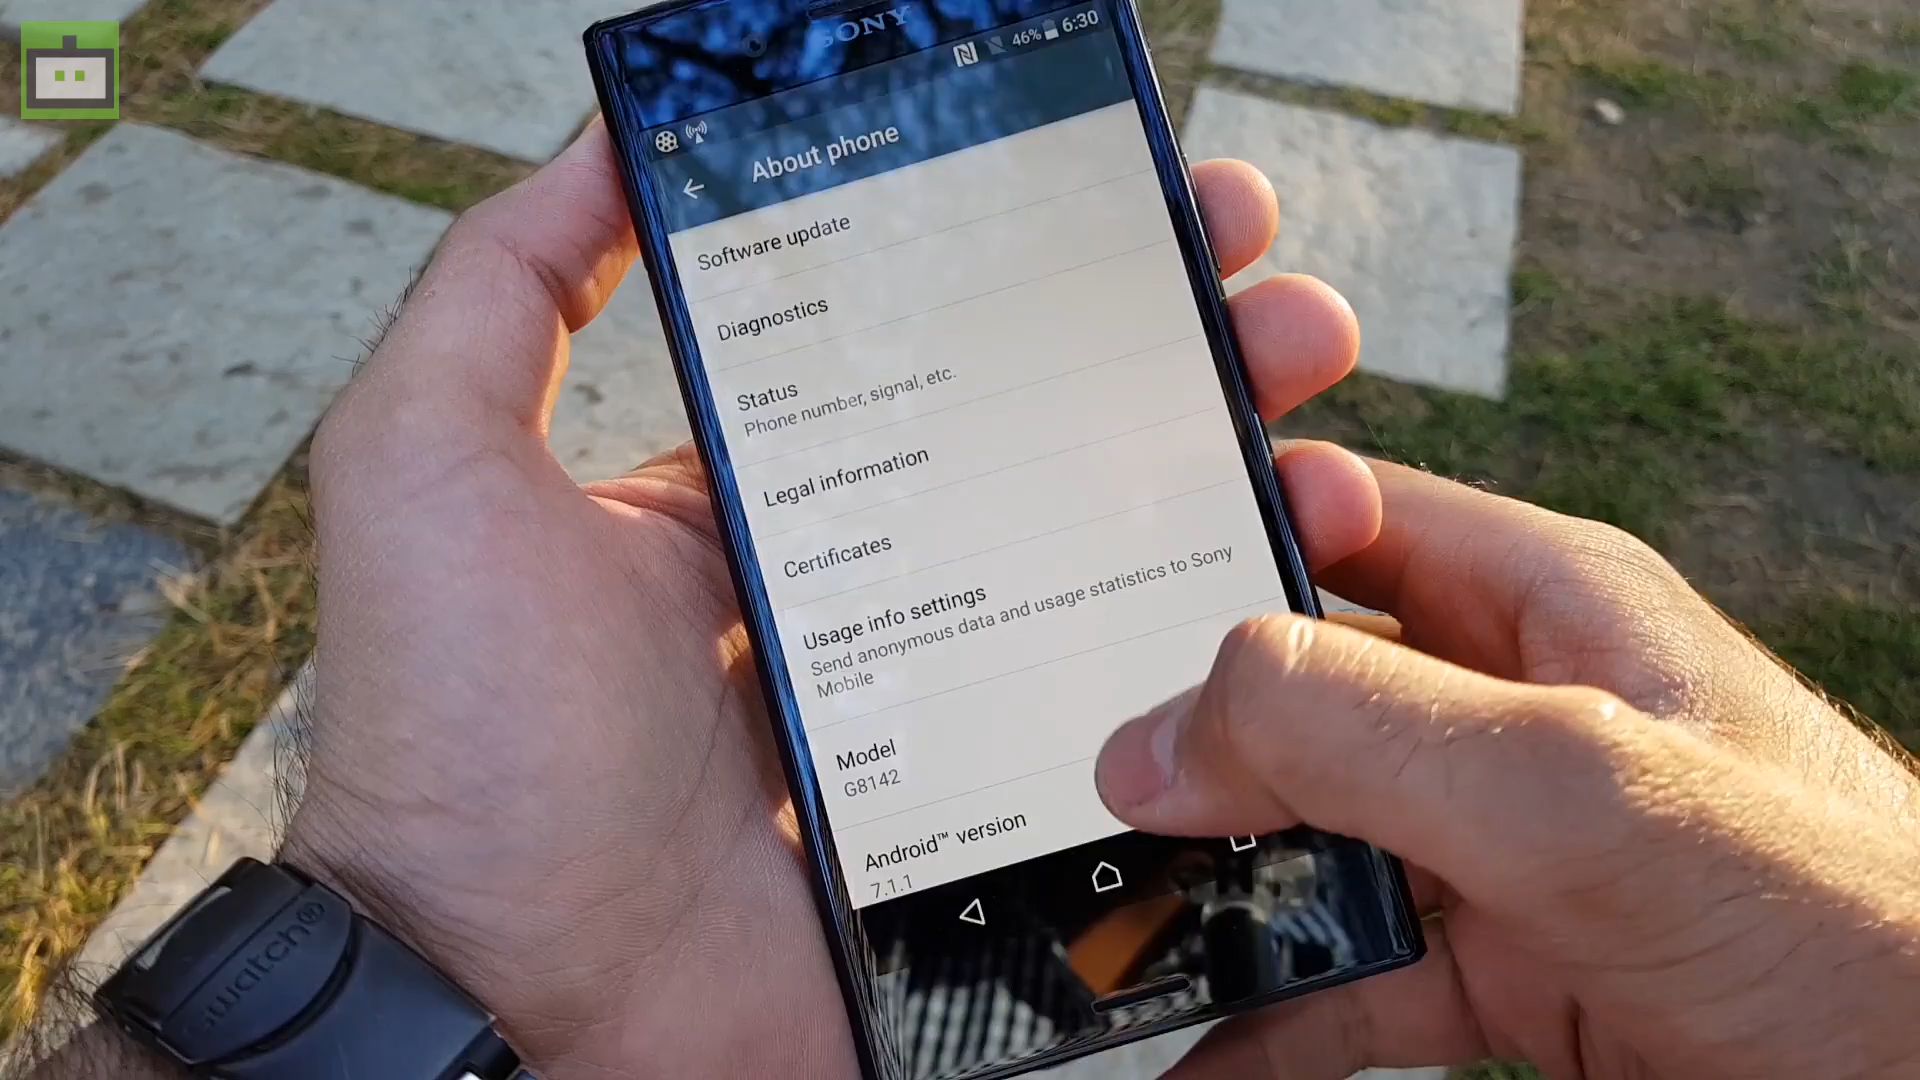 SONY
46% 6:30
About phone
Software update
Diagnostics
Status
Phone number, signal, etc.
Legal information
Certificates
Usage info settings
Send anonymous data and usage statistics to Sony
Mobile
Model
G8142
Android™ version
7.1.1
swatch®